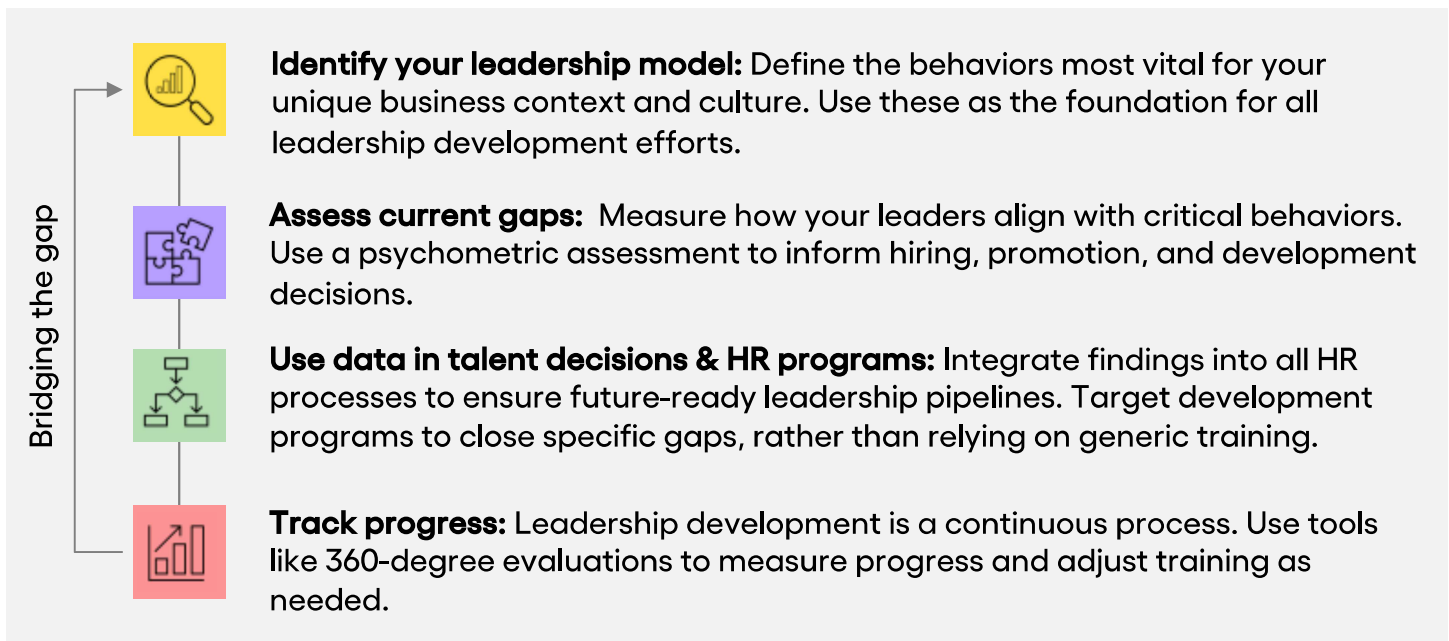 Bridging the gap
Identify your leadership model: Define the behaviors most vital for your
unique business context and culture. Use these as the foundation for all
leadership development efforts.
Assess current gaps: Measure how your leaders align with critical behaviors.
Use a psychometric assessment to inform hiring, promotion, and development
decisions.
Use data in talent decisions & HR programs: Integrate findings into all HR
processes to ensure future-ready leadership pipelines. Target development
programs to close specific gaps, rather than relying on generic training.
Track progress: Leadership development is a continuous process. Use tools
like 360-degree evaluations to measure progress and adjust training as
needed.